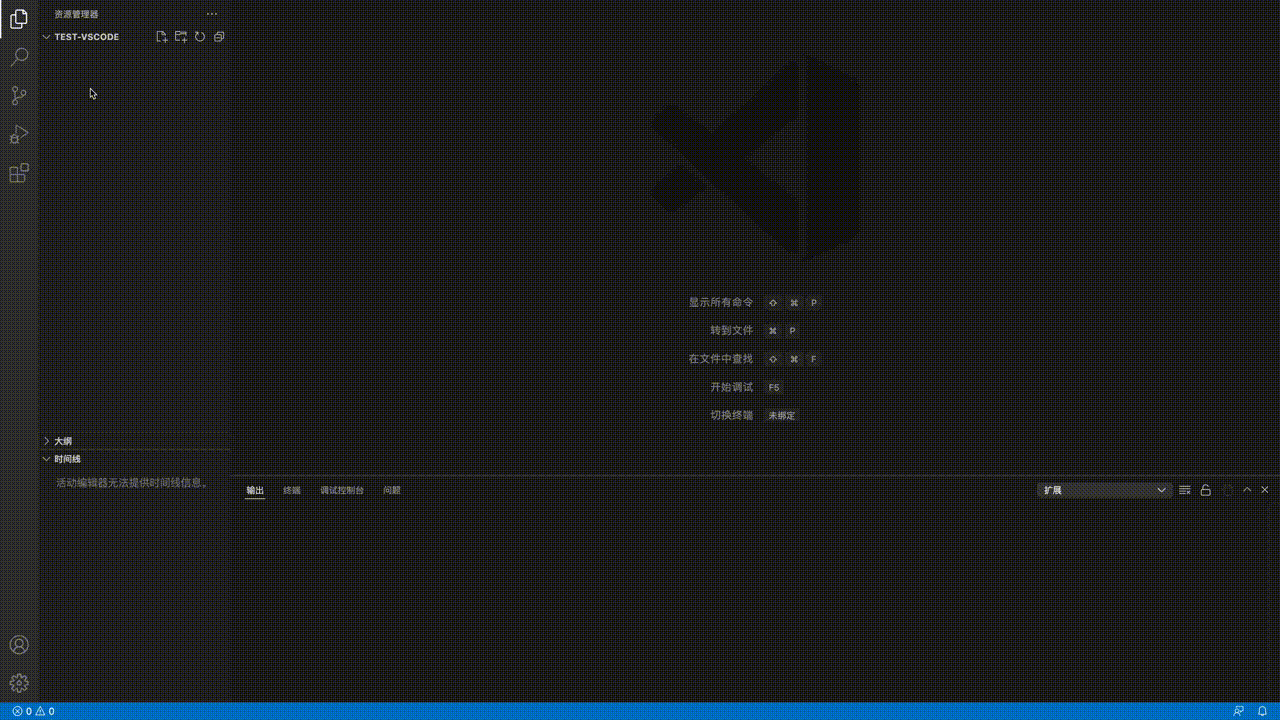 资源管理器
TEST-VSCODE
显示所有命令 ⇧ ⌘ P
转到文件 ⌘ P
在文件中查找 ⇧ ⌘ F
开始调试 F5
切换终端 未绑定
大纲
时间线
活动编辑器无法提供时间线信息。
输出 终端 调试控制台 问题 扩展
0 0